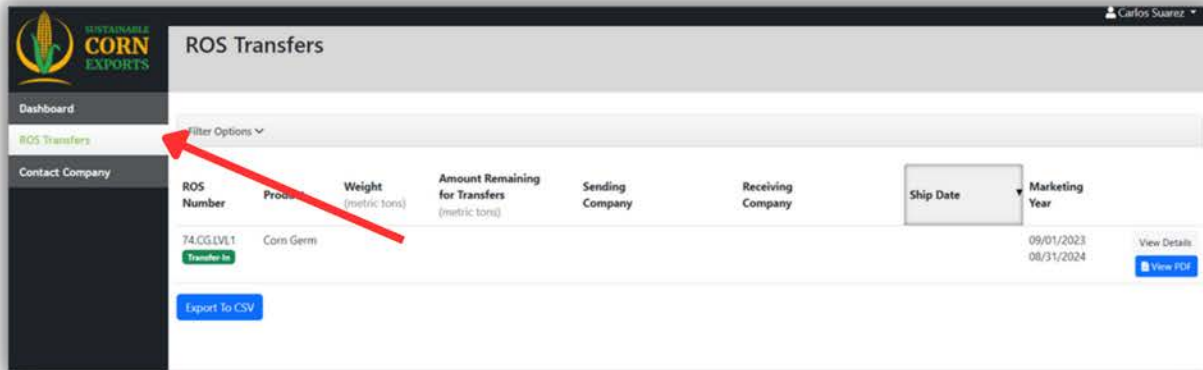 Carlos Suarez
SUSTAINABLE
CORN
EXPORTS
ROS Transfers
Dashboard
ROS Transfers
Contact Company
Filter Options
ROS Number
Weight (metric tons)
Amount Remaining for Transfers (metric tons)
Sending Company
Receiving Company
Ship Date
Marketing Year
74.CG.LVL1
Transfer-In
Corn Germ
09/01/2023
08/31/2024
View Details
View PDF
Export To CSV